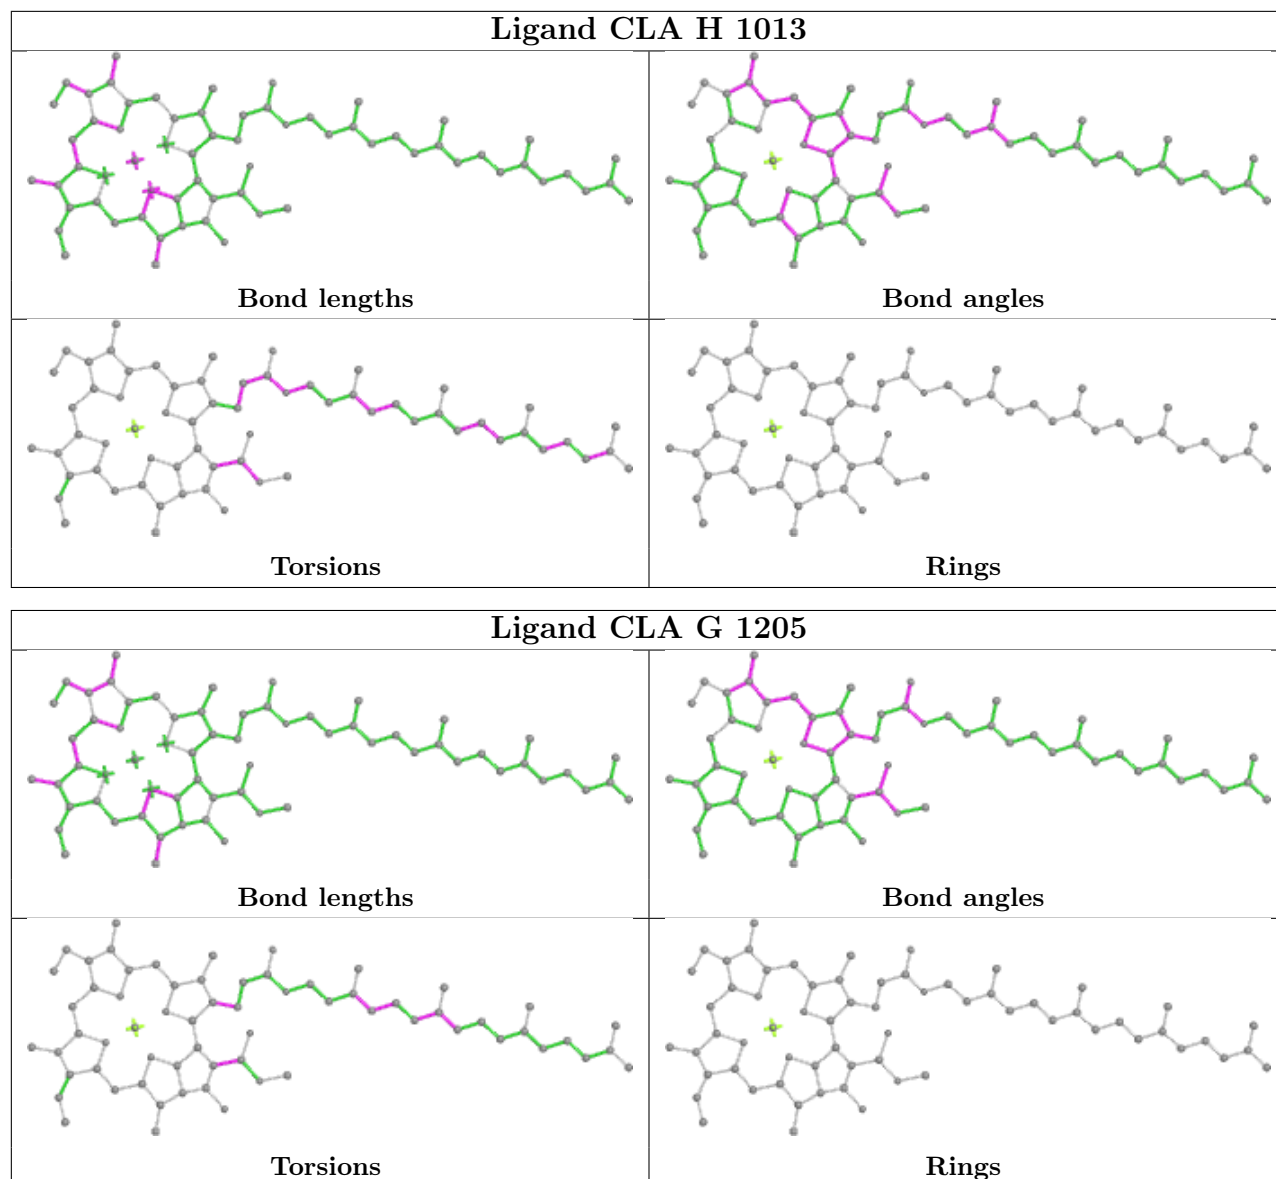 Ligand CLA H 1013
Bond lengths
Bond angles
Torsions
Rings
Ligand CLA G 1205
Bond lengths
Bond angles
Torsions
Rings